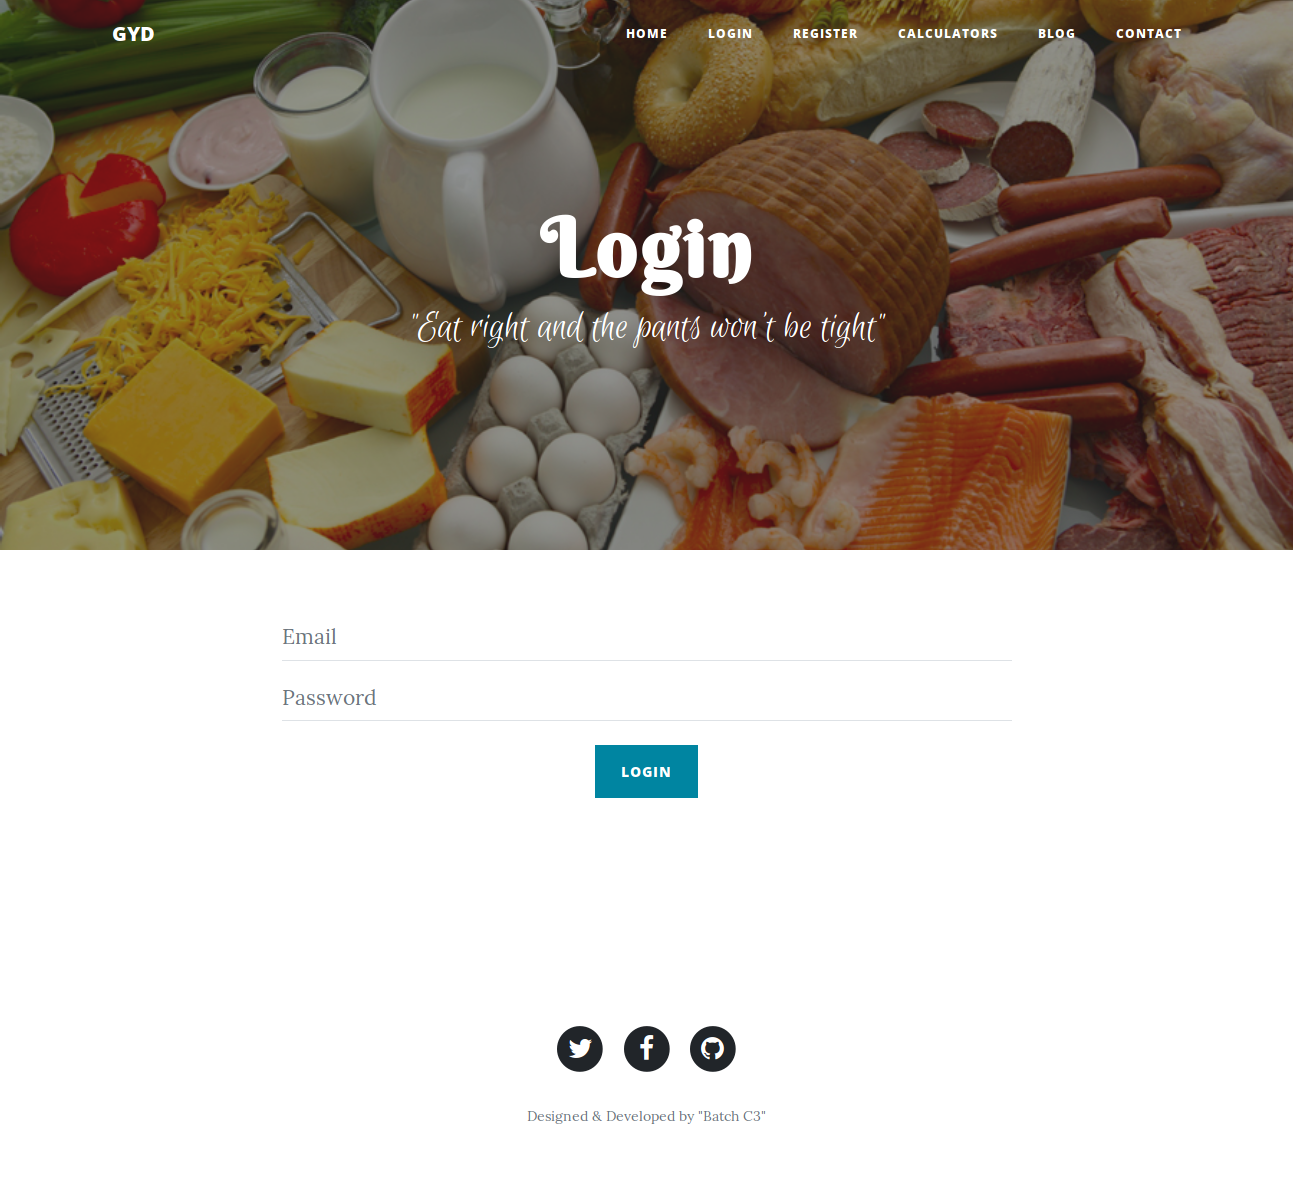 GYD
HOME LOGIN REGISTER CALCULATORS BLOG CONTACT
Login
"Eat right and the pants won't be tight"
Email
Password
LOGIN
Designed & Developed by "Batch C3"